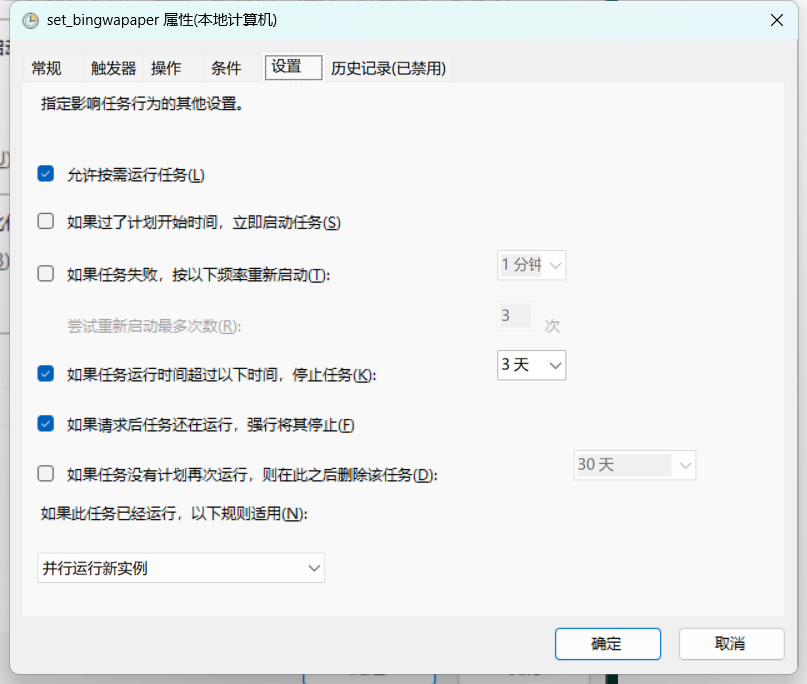 set_bingwapaper 属性(本地计算机)
常规 触发器 操作 条件 设置 历史记录(已禁用)
指定影响任务行为的其他设置。
允许按需运行任务(L)
如果过了计划开始时间，立即启动任务(S)
如果任务失败，按以下频率重新启动(T): 1 分钟
尝试重新启动最多次数(R): 3 次
如果任务运行时间超过以下时间，停止任务(K): 3 天
如果请求后任务还在运行，强行将其停止(F)
如果任务没有计划再次运行，则在此之后删除该任务(D): 30 天
如果此任务已经运行，以下规则适用(N):
并行运行新实例
确定 取消